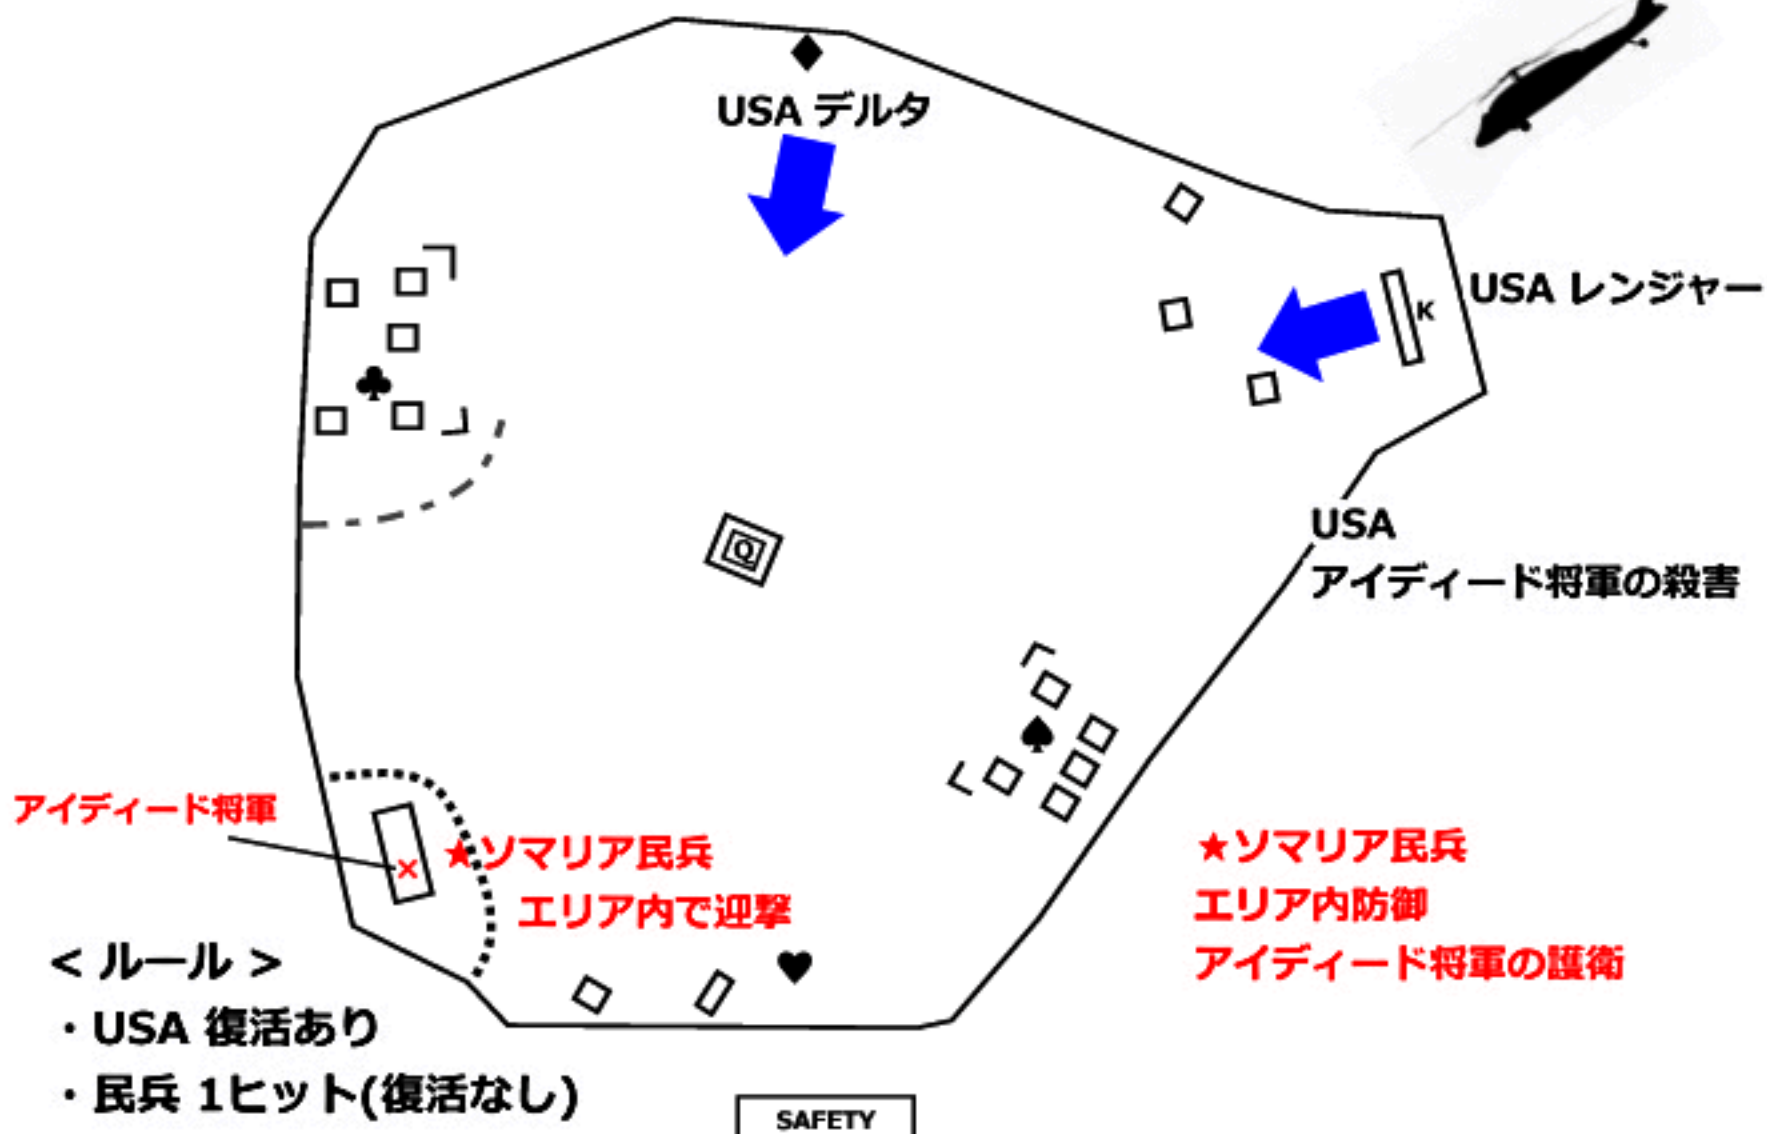 USA デルタ
K
USA レンジャー
USA
アイディード将軍の殺害
Q
アイディード将軍
×
★ソマリア民兵
エリア内で迎撃
★ソマリア民兵
エリア内防御
アイディード将軍の護衛
< ルール >
・USA 復活あり
・民兵 1ヒット(復活なし)
SAFETY